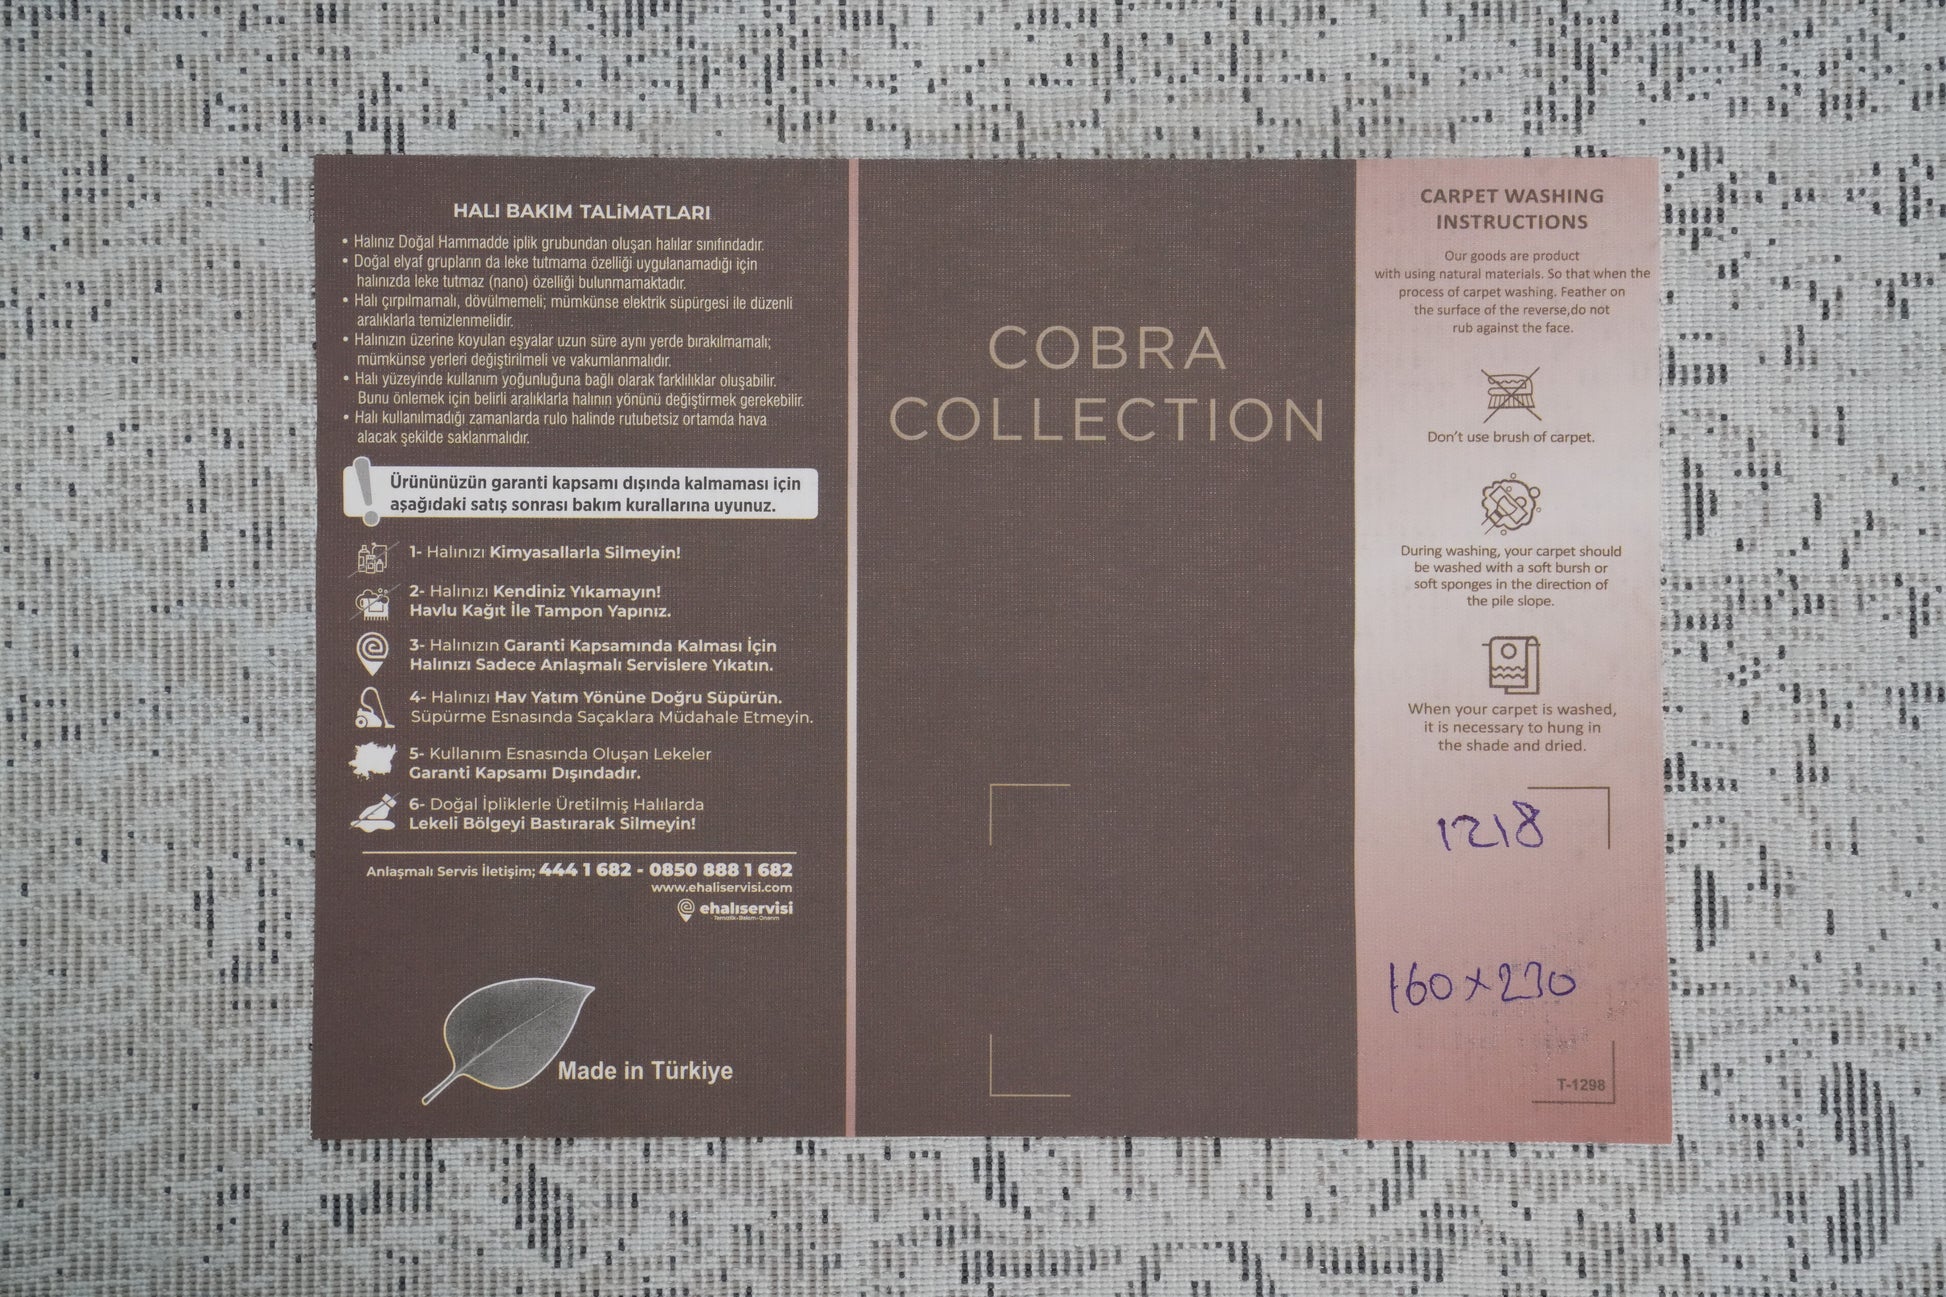 HALI BAKIM TALİMATLARI
• Halınız Doğal Hammadde iplik grubundan oluşan halılar sınıfındadır.
• Doğal elyaf grupların da leke tutmama özelliği uygulanamadığı için
halınızda leke tutmaz (nano) özelliği bulunmamaktadır.
• Halı çırpılmamalı, dövülmemeli; mümkünse elektrik süpürgesi ile düzenli
aralıklarla temizlenmelidir.
• Halınızın üzerine koyulan eşyalar uzun süre aynı yerde bırakılmamalı;
mümkünse yerleri değiştirilmeli ve vakumlanmalıdır.
• Halı yüzeyinde kullanım yoğunluğuna bağlı olarak farklılıklar oluşabilir.
Bunu önlemek için belirli aralıklarla halının yönünü değiştirmek gerekebilir.
• Halı kullanılmadığı zamanlarda rulo halinde rutubetsiz ortamda hava
alacak şekilde saklanmalıdır.
Ürününüzün garanti kapsamı dışında kalmaması için
aşağıdaki satış sonrası bakım kurallarına uyunuz.
1- Halınızı Kimyasallarla Silmeyin!
2- Halınızı Kendiniz Yıkamayın!
Havlu Kağıt İle Tampon Yapınız.
3- Halınızın Garanti Kapsamında Kalması İçin
Halınızı Sadece Anlaşmalı Servislere Yıkatın.
4- Halınızı Hav Yatım Yönüne Doğru Süpürün.
Süpürme Esnasında Saçaklara Müdahale Etmeyin.
5- Kullanım Esnasında Oluşan Lekeler
Garanti Kapsamı Dışındadır.
6- Doğal İpliklerle Üretilmiş Halılarda
Lekeli Bölgeyi Bastırarak Silmeyin!
Anlaşmalı Servis İletişim; 444 1 682 - 0850 888 1 682
www.ehaliservisi.com
ehalıservisi
Temizlik • Bakım • Onarım
Made in Türkiye
COBRA
COLLECTION
CARPET WASHING
INSTRUCTIONS
Our goods are product
with using natural materials. So that when the
process of carpet washing. Feather on
the surface of the reverse,do not
rub against the face.
Don't use brush of carpet.
During washing, your carpet should
be washed with a soft bursh or
soft sponges in the direction of
the pile slope.
When your carpet is washed,
it is necessary to hung in
the shade and dried.
1218
160x230
T-1298